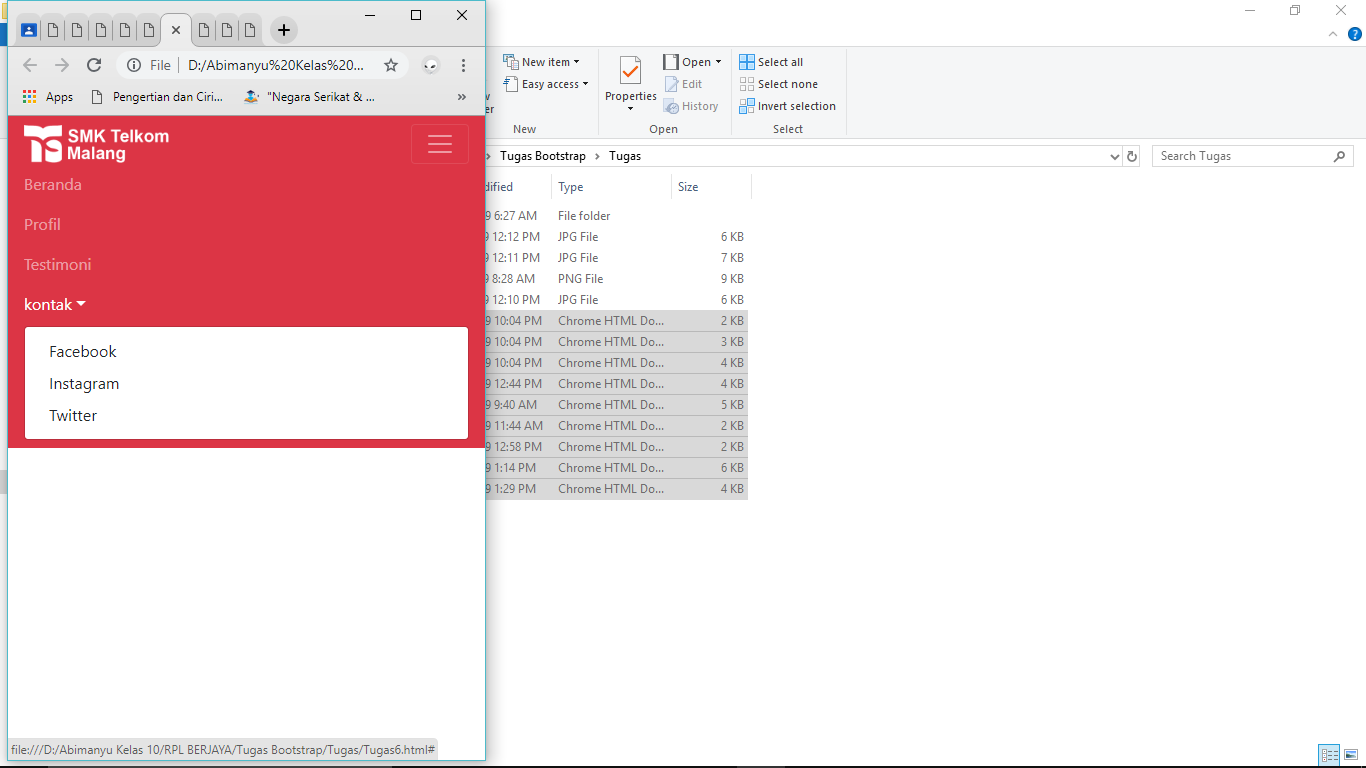 File
D:/Abimanyu%20Kelas%20...
Apps
Pengertian dan Ciri...
"Negara Serikat & ...
»
SMK Telkom
Malang
Beranda
Profil
Testimoni
kontak
Facebook
Instagram
Twitter
file:///D:/Abimanyu Kelas 10/RPL BERJAYA/Tugas Bootstrap/Tugas/Tugas6.html#
New item
Easy access
New
Properties
Open
Edit
History
Open
Select all
Select none
Invert selection
Select
Tugas Bootstrap > Tugas
Search Tugas
Type Size
9 6:27 AM File folder
9 12:12 PM JPG File 6 KB
9 12:11 PM JPG File 7 KB
9 8:28 AM PNG File 9 KB
9 12:10 PM JPG File 6 KB
9 10:04 PM Chrome HTML Do... 2 KB
9 10:04 PM Chrome HTML Do... 3 KB
9 10:04 PM Chrome HTML Do... 4 KB
9 12:44 PM Chrome HTML Do... 4 KB
9 9:40 AM Chrome HTML Do... 5 KB
9 11:44 AM Chrome HTML Do... 2 KB
9 12:58 PM Chrome HTML Do... 2 KB
9 1:14 PM Chrome HTML Do... 6 KB
9 1:29 PM Chrome HTML Do... 4 KB